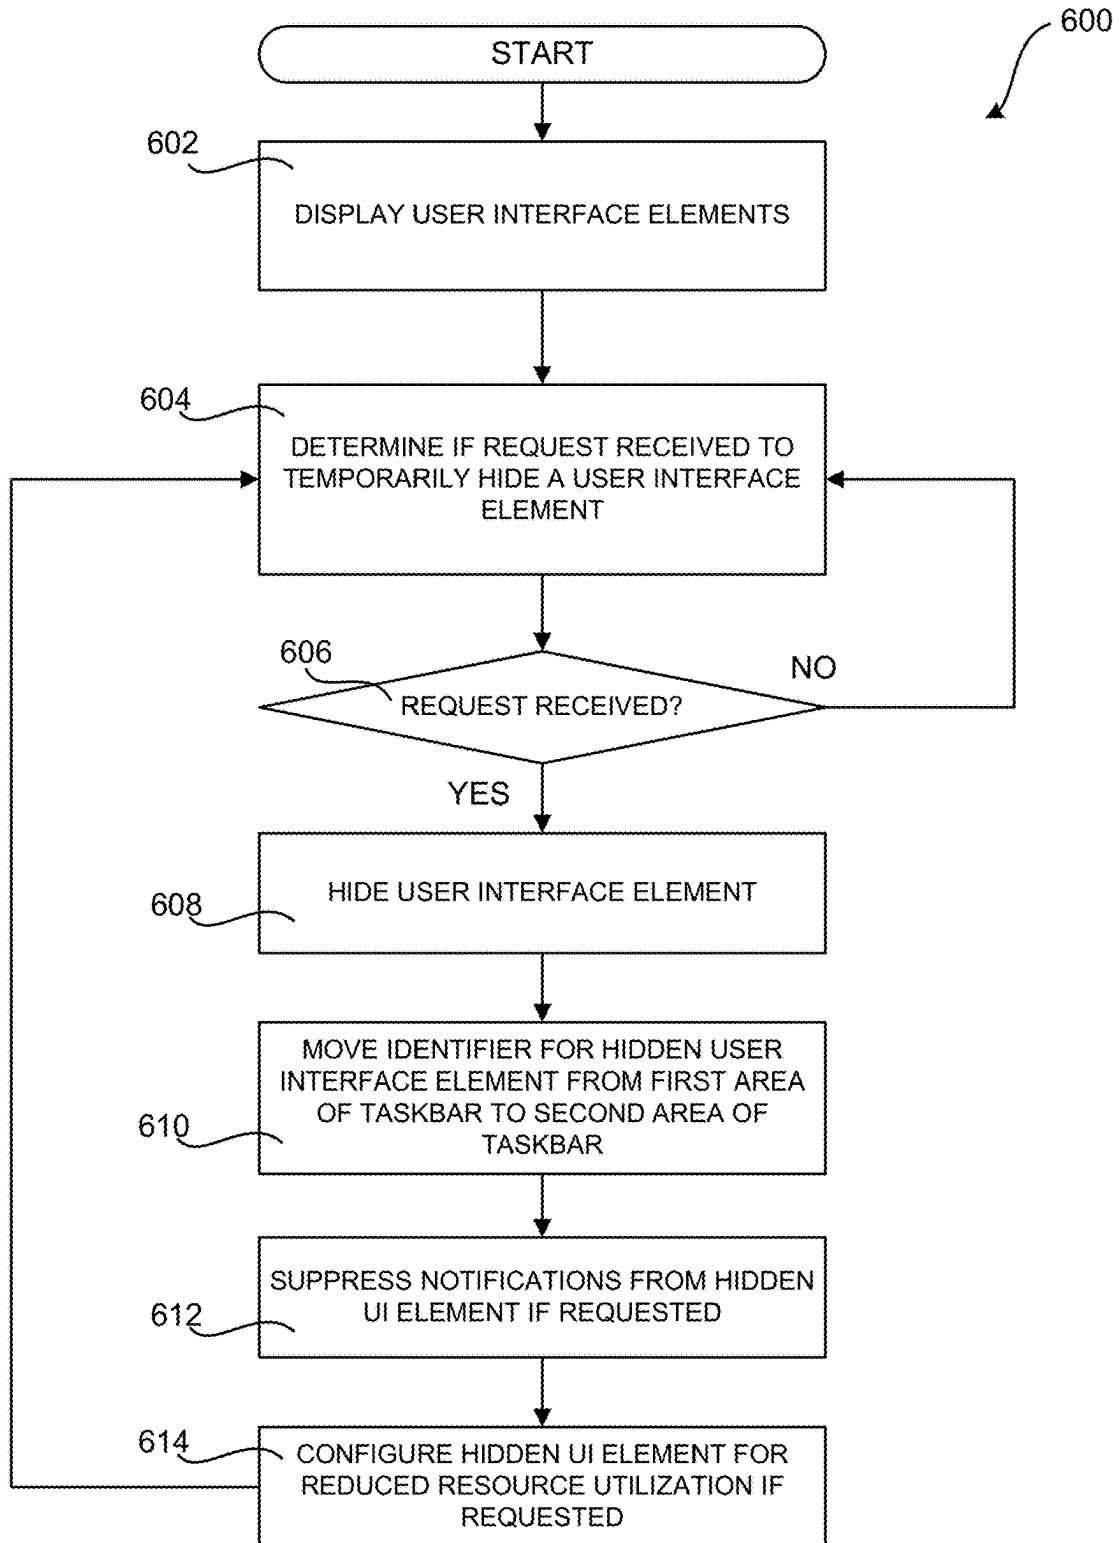 600
START
602
DISPLAY USER INTERFACE ELEMENTS
604
DETERMINE IF REQUEST RECEIVED TO
TEMPORARILY HIDE A USER INTERFACE
ELEMENT
606
NO
REQUEST RECEIVED?
YES
HIDE USER INTERFACE ELEMENT
608
MOVE IDENTIFIER FOR HIDDEN USER
INTERFACE ELEMENT FROM FIRST AREA
OF TASKBAR TO SECOND AREA OF
TASKBAR
610
SUPPRESS NOTIFICATIONS FROM HIDDEN
UI ELEMENT IF REQUESTED
612
614
CONFIGURE HIDDEN UI ELEMENT FOR
REDUCED RESOURCE UTILIZATION IF
REQUESTED